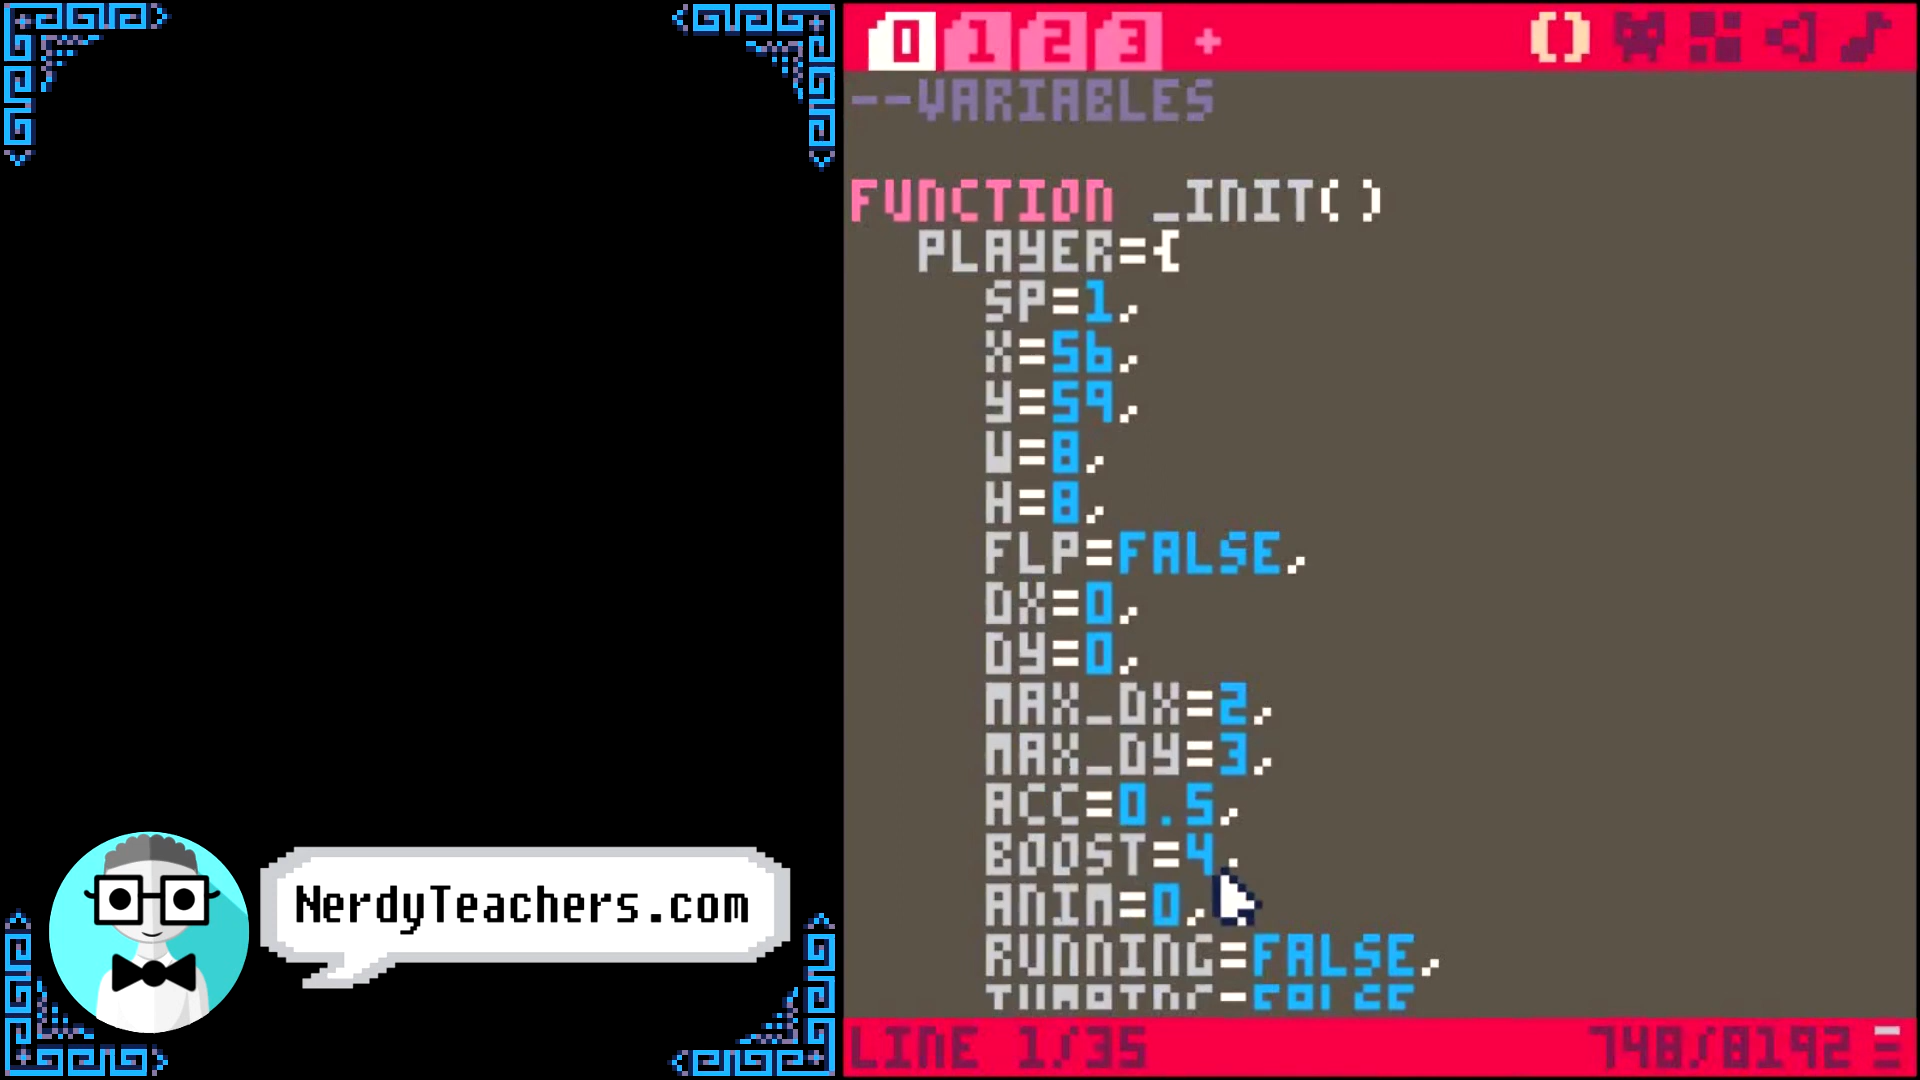 0 1 2 3 +
--VARIABLES
FUNCTION _INIT()
PLAYER={
SP=1,
X=56,
Y=59,
W=8,
H=8,
FLP=FALSE,
DX=0,
DY=0,
MAX_DX=2,
MAX_DY=3,
ACC=0.5,
BOOST=4,
ANIM=0,
RUNNING=FALSE,
LINE 1/35
748/8192
NerdyTeachers.com